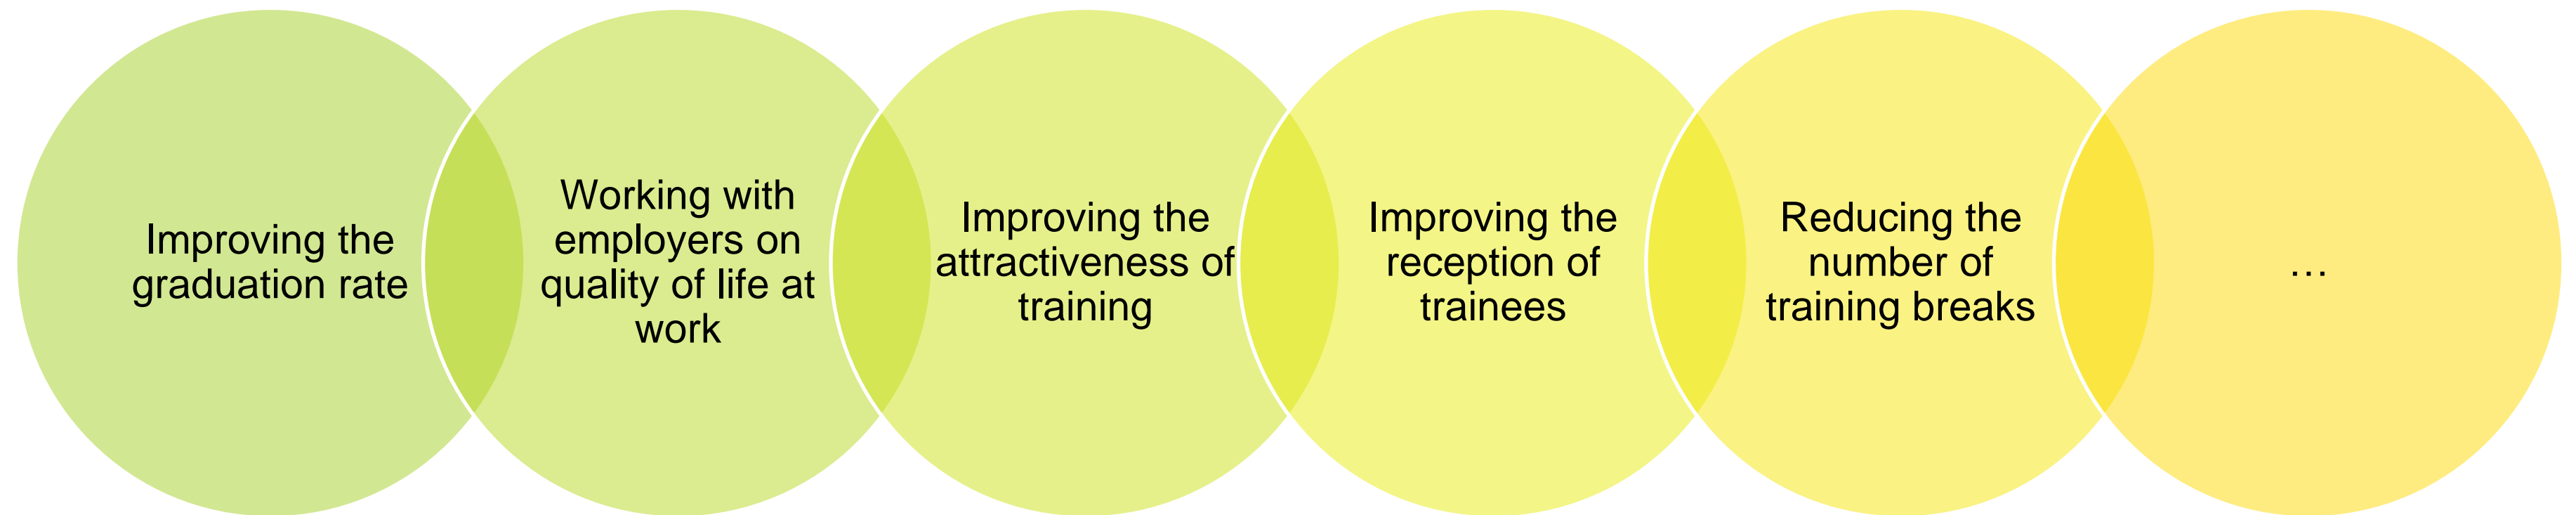 Improving the
graduation rate
Working with
employers on
quality of life at
work
Improving the
attractiveness of
training
Improving the
reception of
trainees
Reducing the
number of
training breaks
…